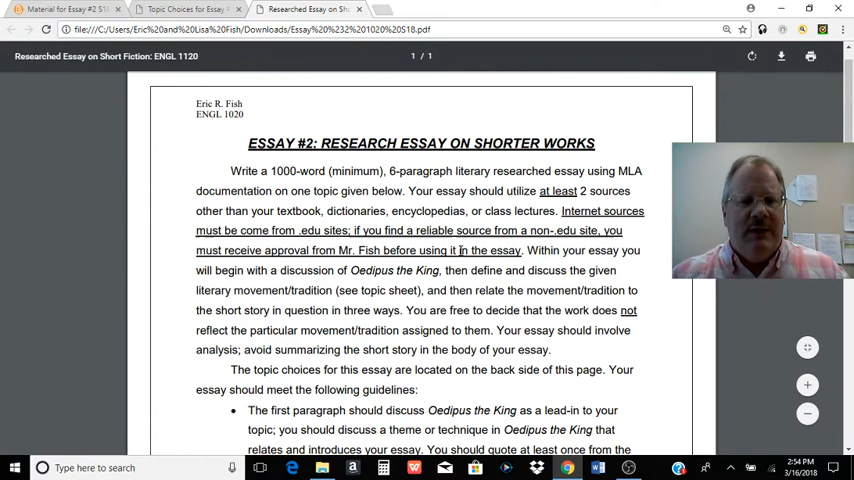 Material for Essay #2 S18
Topic Choices for Essay #
Researched Essay on Sho
file:///C:/Users/Eric%20and%20Lisa%20Fish/Downloads/Essay%20%232%201020%20S18.pdf
Researched Essay on Short Fiction: ENGL 1120
1 / 1
Eric R. Fish
ENGL 1020
ESSAY #2: RESEARCH ESSAY ON SHORTER WORKS
Write a 1000-word (minimum), 6-paragraph literary researched essay using MLA
documentation on one topic given below. Your essay should utilize at least 2 sources
other than your textbook, dictionaries, encyclopedias, or class lectures. Internet sources
must be come from .edu sites; if you find a reliable source from a non-.edu site, you
must receive approval from Mr. Fish before using it in the essay. Within your essay you
will begin with a discussion of Oedipus the King, then define and discuss the given
literary movement/tradition (see topic sheet), and then relate the movement/tradition to
the short story in question in three ways. You are free to decide that the work does not
reflect the particular movement/tradition assigned to them. Your essay should involve
analysis; avoid summarizing the short story in the body of your essay.
The topic choices for this essay are located on the back side of this page. Your
essay should meet the following guidelines:
• The first paragraph should discuss Oedipus the King as a lead-in to your
topic; you should discuss a theme or technique in Oedipus the King that
relates and introduces your essay. You should quote at least once from the
Type here to search
2:54 PM
3/16/2018